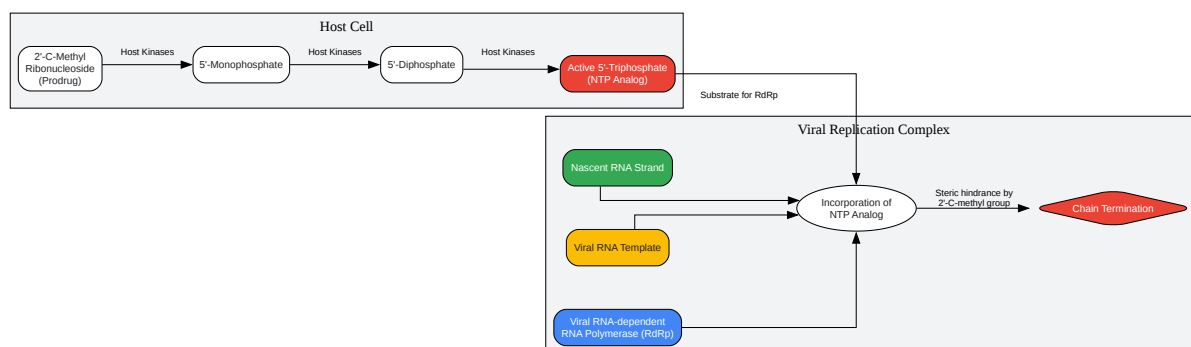 Host Cell
2'-C-Methyl
Ribonucleoside
(Prodrug)
Host Kinases
5'-Monophosphate
Host Kinases
5'-Diphosphate
Host Kinases
Active 5'-Triphosphate
(NTP Analog)
Substrate for RdRp
Viral Replication Complex
Nascent RNA Strand
Viral RNA Template
Viral RNA-dependent
RNA Polymerase (RdRp)
Incorporation of
NTP Analog
Steric hindrance by
2'-C-methyl group
Chain Termination